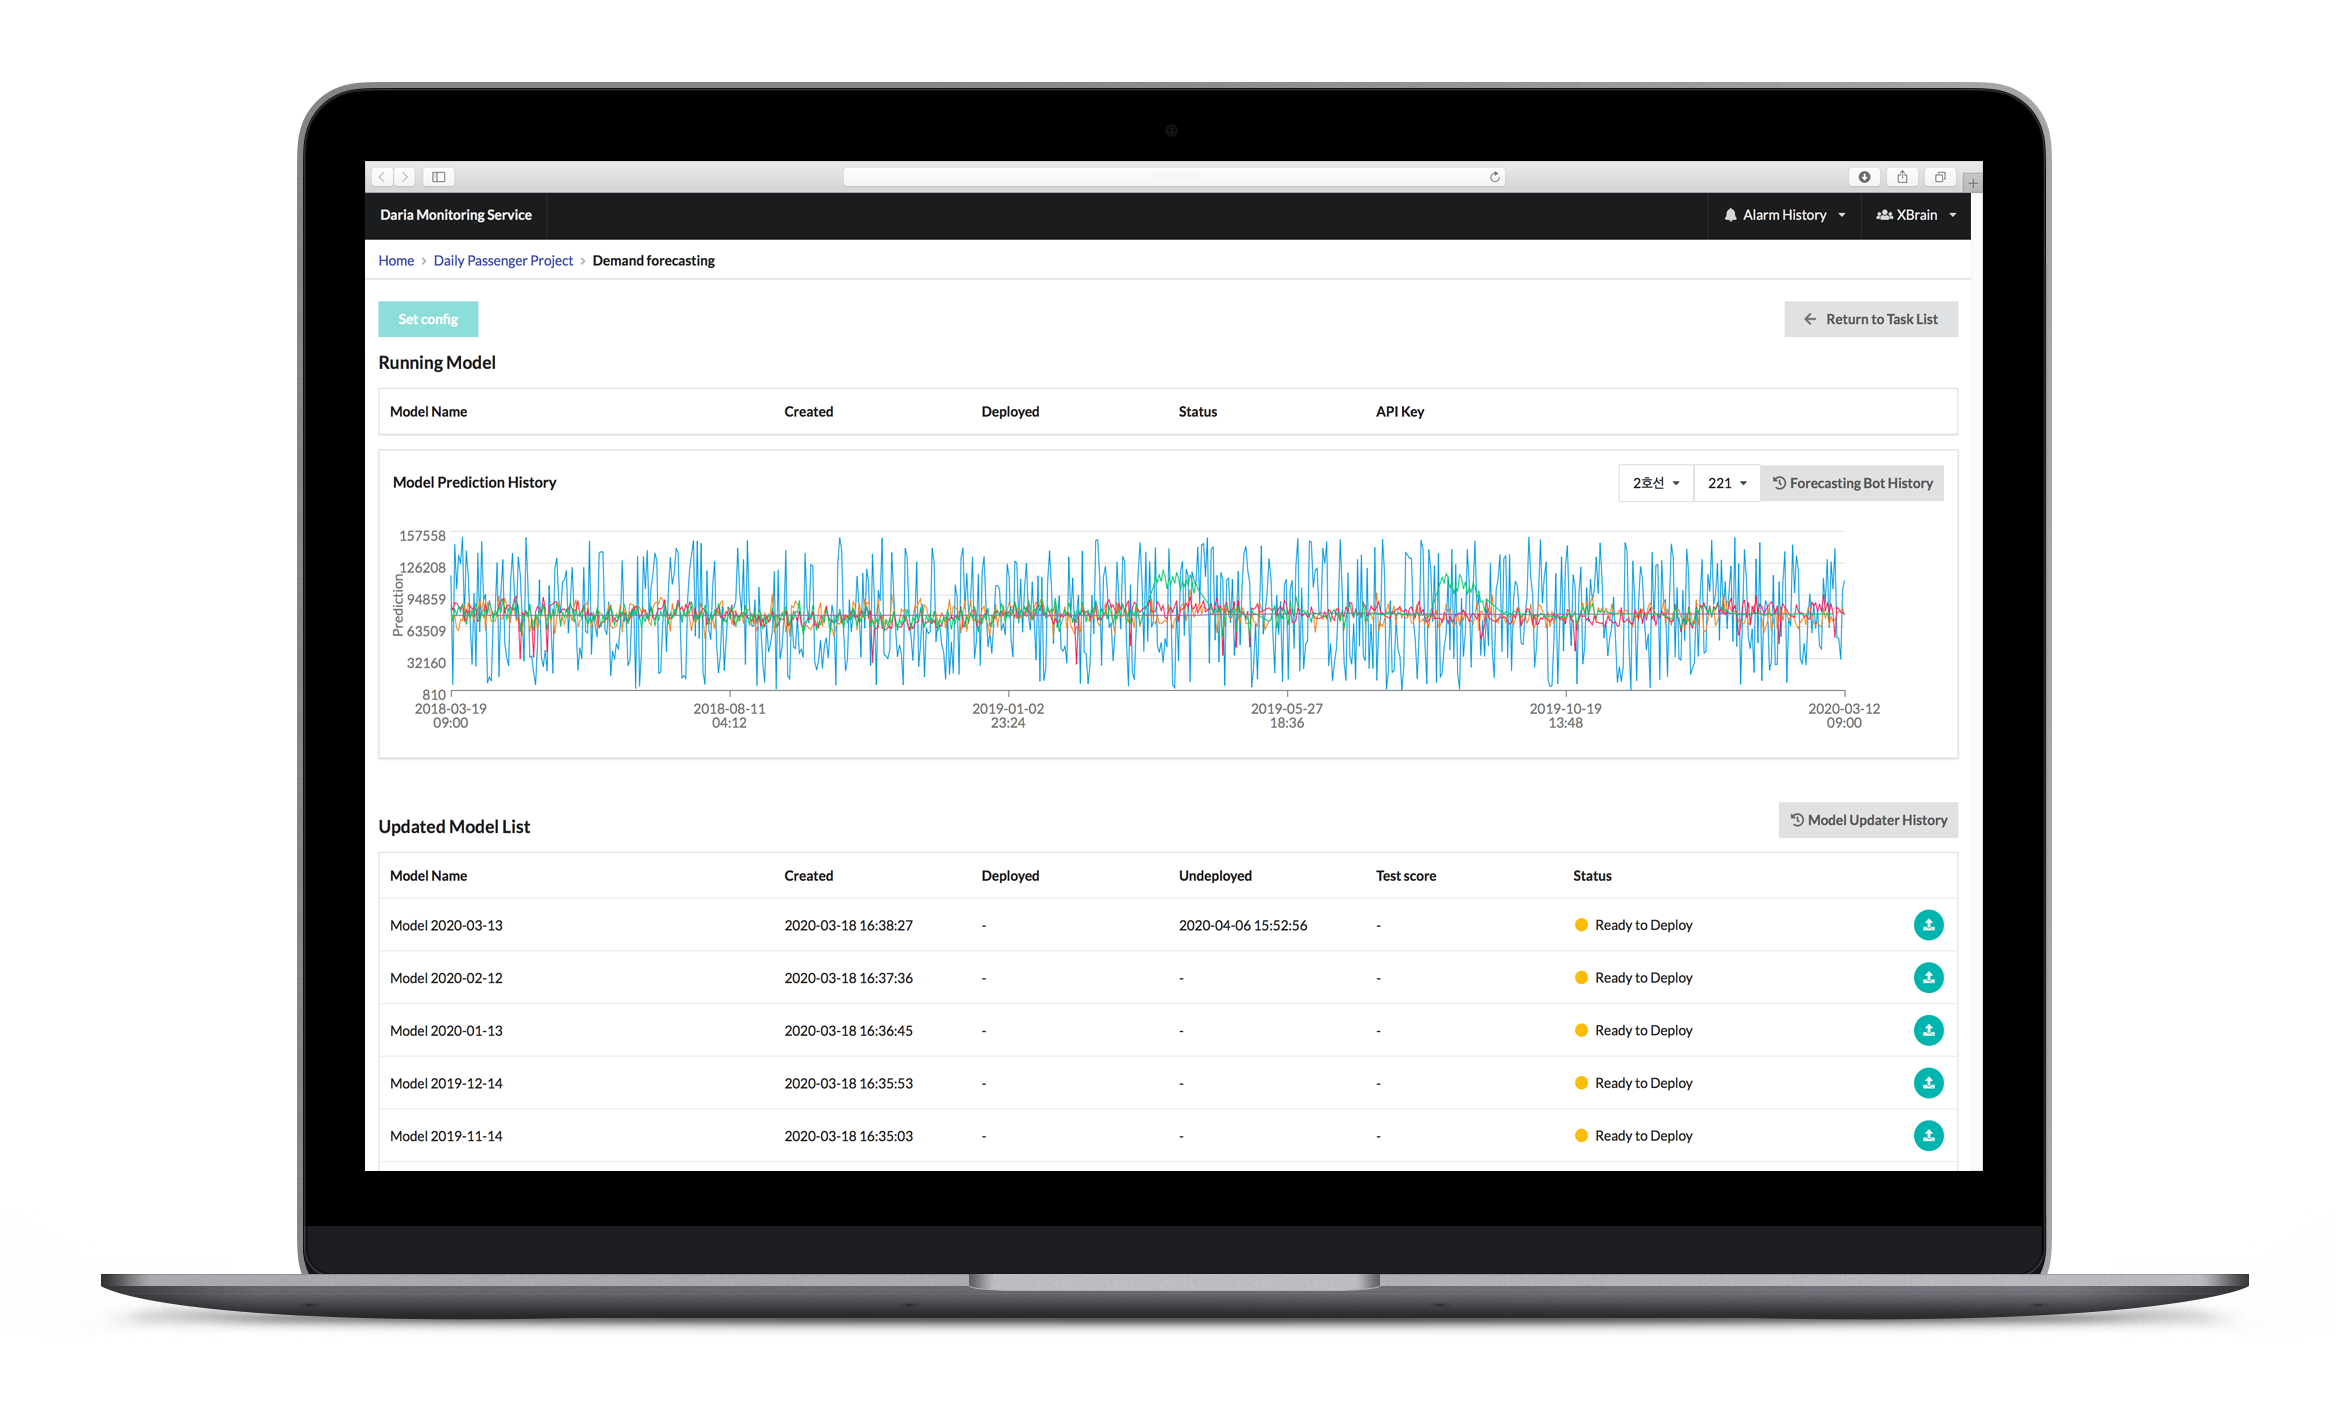 Daria Monitoring Service
Alarm History
XBrain
Home > Daily Passenger Project > Demand forecasting
Set config
Return to Task List
Running Model
Model Name Created Deployed Status API Key
Model Prediction History
2호선
221
Forecasting Bot History
Prediction
157558
126208
94859
63509
32160
810
2018-03-19 2018-08-11 2019-01-02 2019-05-27 2019-10-19 2020-03-12
09:00 04:12 23:24 18:36 13:48 09:00
Updated Model List
Model Updater History
Model Name Created Deployed Undeployed Test score Status
Model 2020-03-13 2020-03-18 16:38:27 - 2020-04-06 15:52:56 - Ready to Deploy
Model 2020-02-12 2020-03-18 16:37:36 - - - Ready to Deploy
Model 2020-01-13 2020-03-18 16:36:45 - - - Ready to Deploy
Model 2019-12-14 2020-03-18 16:35:53 - - - Ready to Deploy
Model 2019-11-14 2020-03-18 16:35:03 - - - Ready to Deploy